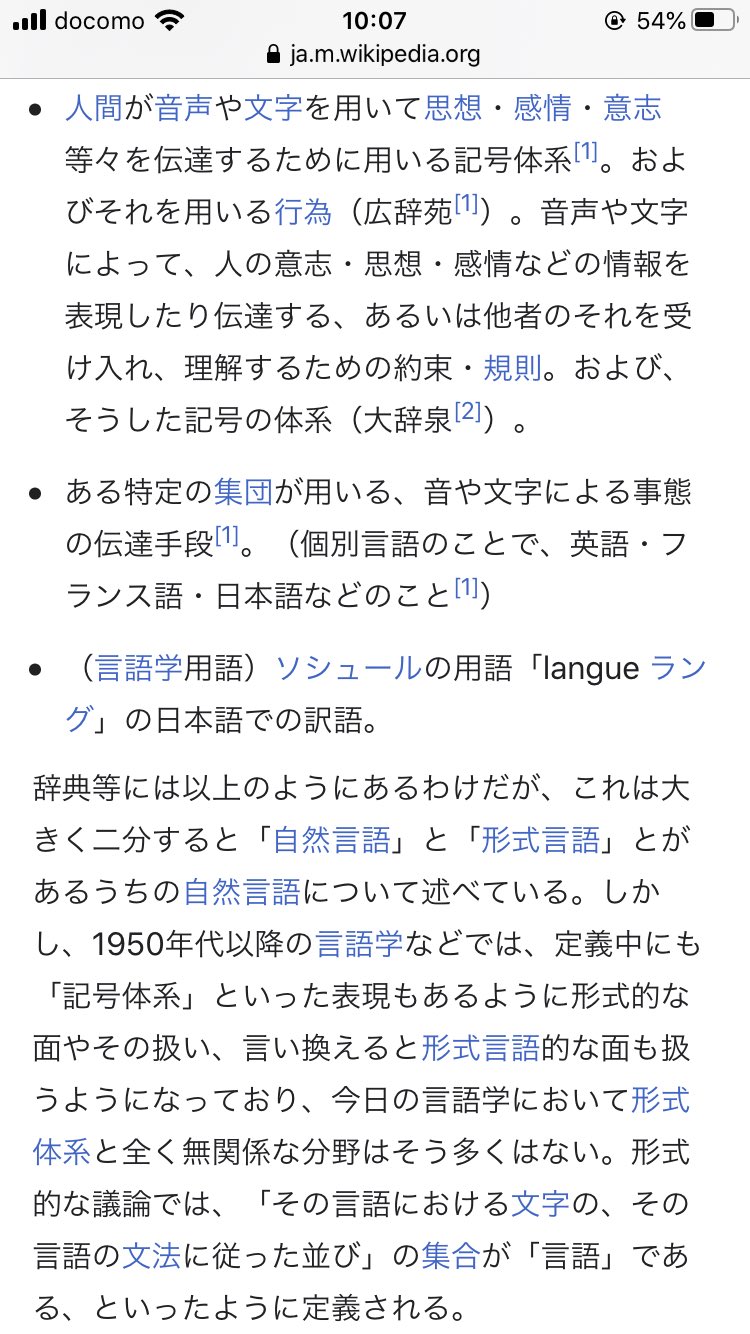 docomo 10:07 54%
ja.m.wikipedia.org
• 人間が音声や文字を用いて思想・感情・意志
等々を伝達するために用いる記号体系[1]。およ
びそれを用いる行為（広辞苑[1]）。音声や文字
によって、人の意志・思想・感情などの情報を
表現したり伝達する、あるいは他者のそれを受
け入れ、理解するための約束・規則。および、
そうした記号の体系（大辞泉[2]）。
• ある特定の集団が用いる、音や文字による事態
の伝達手段[1]。（個別言語のことで、英語・フ
ランス語・日本語などのこと[1]）
• （言語学用語）ソシュールの用語「langue ラン
グ」の日本語での訳語。
辞典等には以上のようにあるわけだが、これは大
きく二分すると「自然言語」と「形式言語」とが
あるうちの自然言語について述べている。しか
し、1950年代以降の言語学などでは、定義中にも
「記号体系」といった表現もあるように形式的な
面やその扱い、言い換えると形式言語的な面も扱
うようになっており、今日の言語学において形式
体系と全く無関係な分野はそう多くはない。形式
的な議論では、「その言語における文字の、その
言語の文法に従った並び」の集合が「言語」であ
る、といったように定義される。